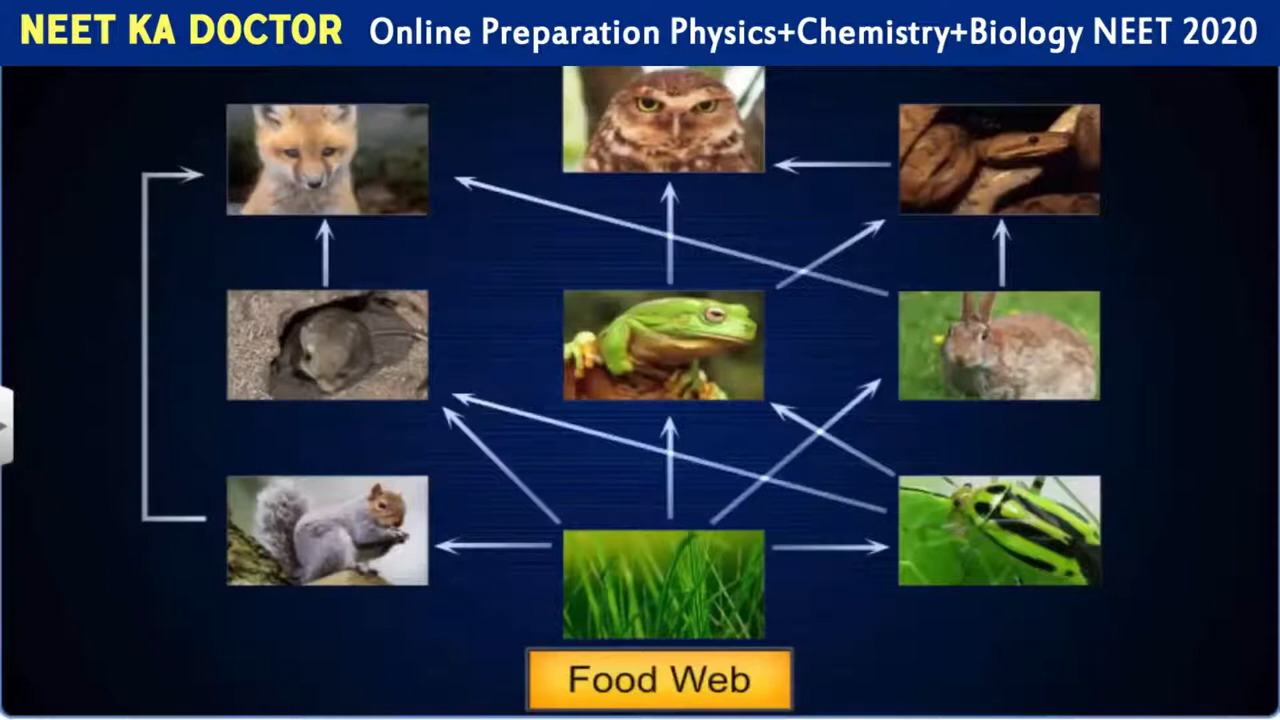 NEET KA DOCTOR Online Preparation Physics+Chemistry+Biology NEET 2020
Food Web